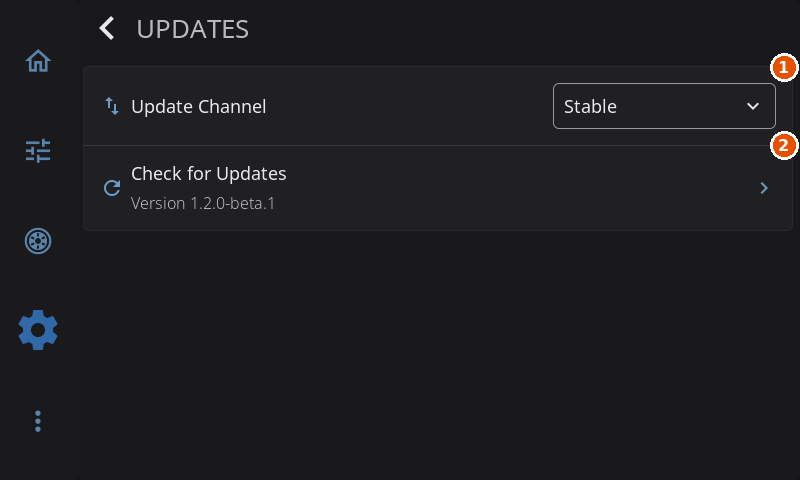 UPDATES
1
Update Channel
Stable
2
Check for Updates
Version 1.2.0-beta.1